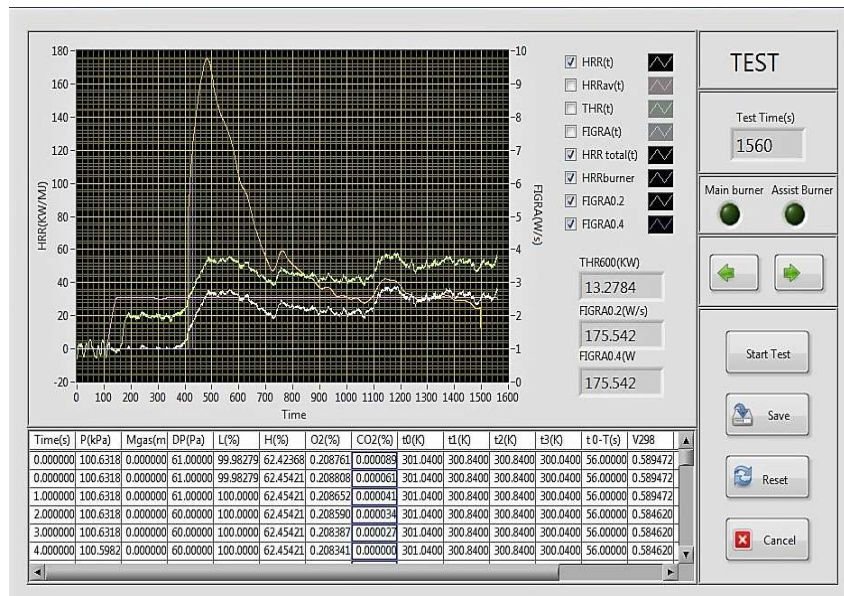 180
160
140
120
100
80
60
40
20
0
-20
HRR(KW/MJ)
10
9
8
7
6
5
4
3
2
1
0
FIGRA(W/s)
0 100 200 300 400 500 600 700 800 900 1000 1100 1200 1300 1400 1500 1600
Time
HRR(t)
HRRav(t)
THR(t)
FIGRA(t)
HRR total(t)
HRRburner
FIGRA0.2
FIGRA0.4
THR600(KW)
13.2784
FIGRA0.2(W/s)
175.542
FIGRA0.4(W
175.542
TEST
Test Time(s)
1560
Main burner Assist Burner
Start Test
Save
Reset
Cancel
Time(s) P(kPa) Mgas(m DP(Pa) L(%) H(%) O2(%) CO2(%) t0(K) t1(K) t2(K) t3(K) t 0-T(s) V298
0.000000 100.6318 0.000000 61.00000 99.98279 62.42368 0.208761 0.000089 301.0400 300.8400 300.8400 300.0400 56.00000 0.589472
0.000000 100.6318 0.000000 61.00000 99.98279 62.45421 0.208808 0.000061 301.0400 300.8400 300.8400 300.0400 56.00000 0.589472
1.000000 100.6318 0.000000 61.00000 100.0000 62.45421 0.208652 0.000041 301.0400 300.8400 300.8400 300.0400 56.00000 0.589472
2.000000 100.6318 0.000000 60.00000 100.0000 62.45421 0.208590 0.000034 301.0400 300.8400 300.8400 300.0400 56.00000 0.584620
3.000000 100.6318 0.000000 60.00000 100.0000 62.45421 0.208387 0.000027 301.0400 300.8400 300.8400 300.0400 56.00000 0.584620
4.000000 100.5982 0.000000 60.00000 100.0000 62.45421 0.208341 0.000000 301.0400 300.8400 300.8400 300.0400 56.00000 0.584620